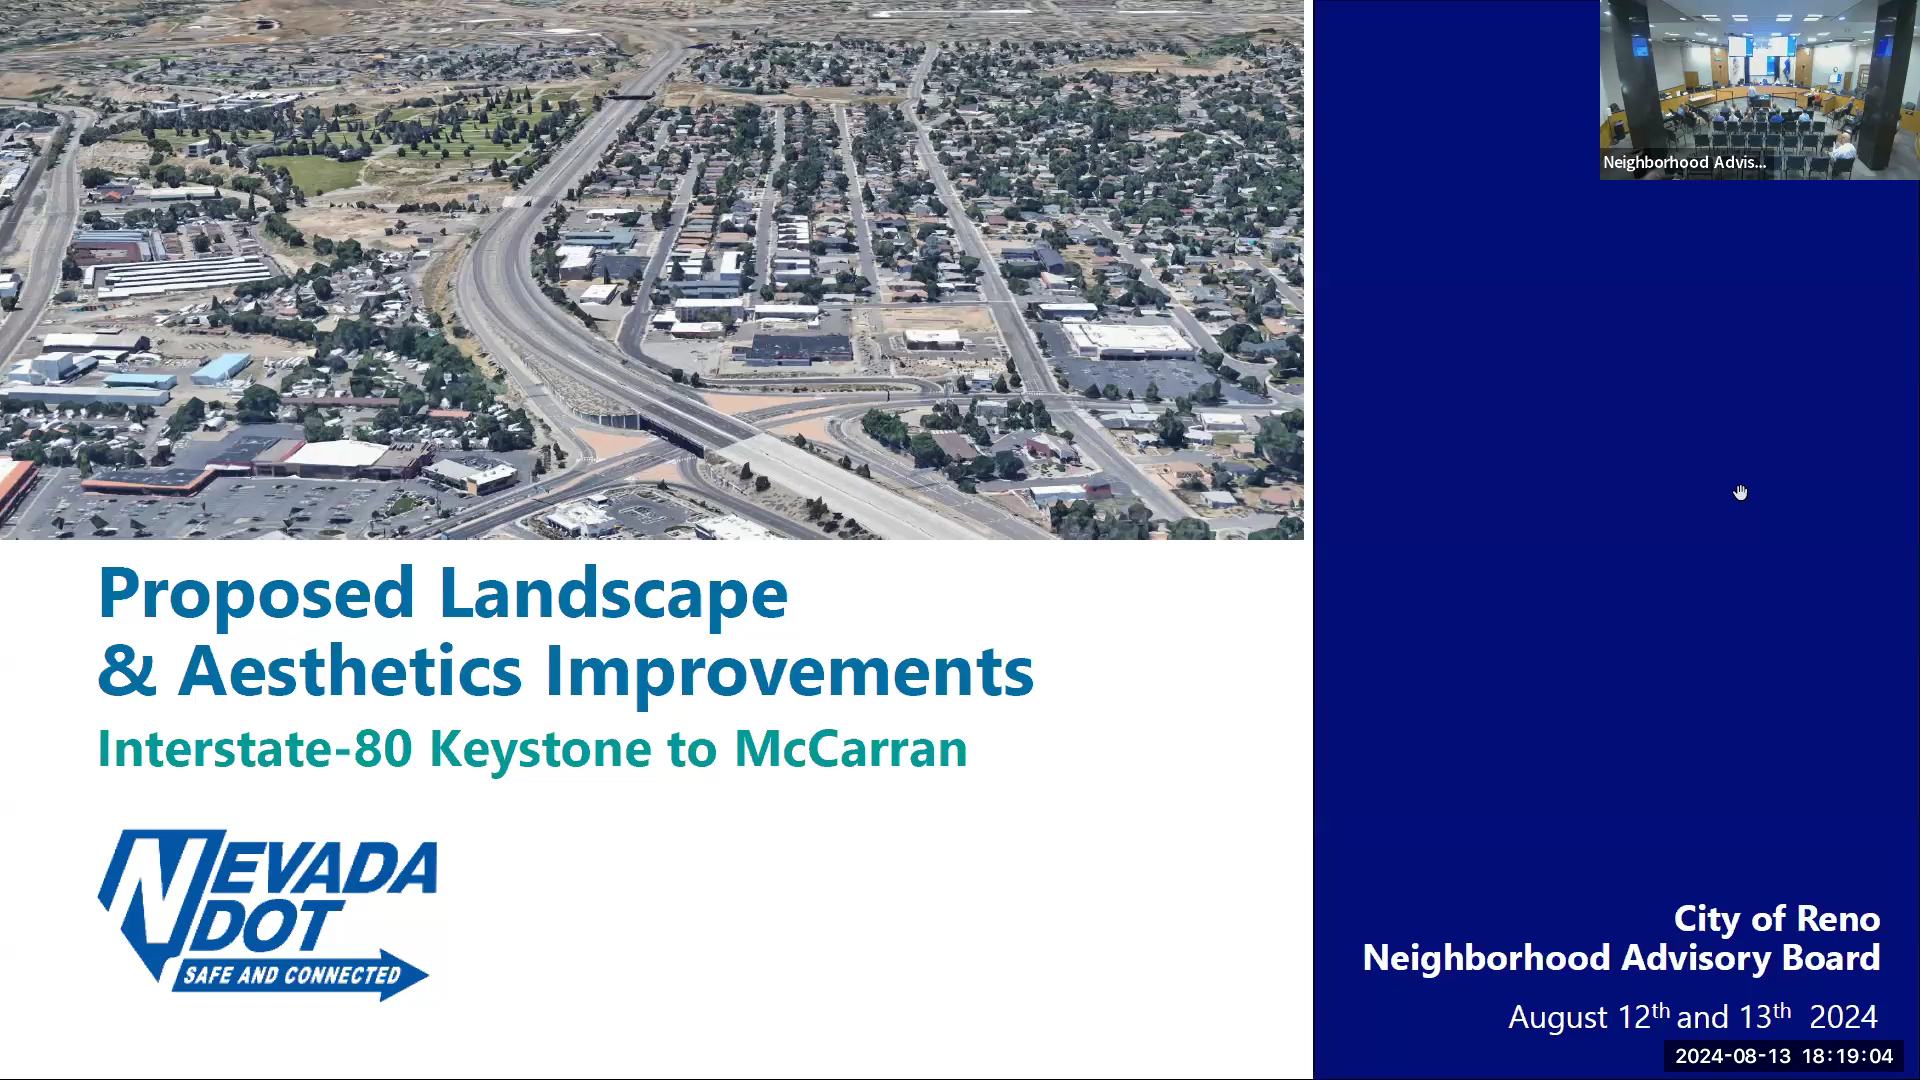 Neighborhood Advis...
Proposed Landscape
& Aesthetics Improvements
Interstate-80 Keystone to McCarran
NEVADA
DOT
SAFE AND CONNECTED
City of Reno
Neighborhood Advisory Board
August 12th and 13th 2024
2024-08-13 18:19:04